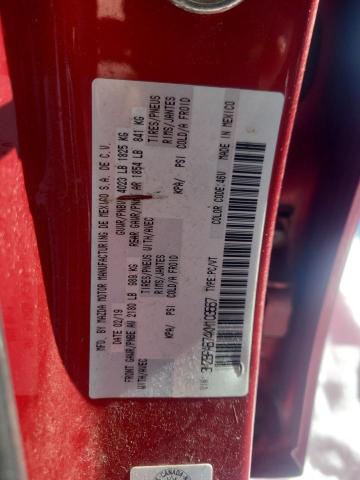 MFD. BY MAZDA MOTOR MANUFACTURING DE MEXICO S.A. DE C.V.
DATE: 02/19 GVWR/PNBV 4023 LB 1825 KG
FRONT GAWR/PNBE AV 2180 LB 989 KG REAR GAWR/PNBE AR 1854 LB 841 KG
WITH/AVEC TIRES/PNEUS WITH/AVEC TIRES/PNEUS
RIMS/JANTES RIMS/JANTES
KPA/ PSI COLD/A FROID KPA/ PSI COLD/A FROID
TYPE:PC/VT COLOR:46V MADE IN MEXICO
CANADA